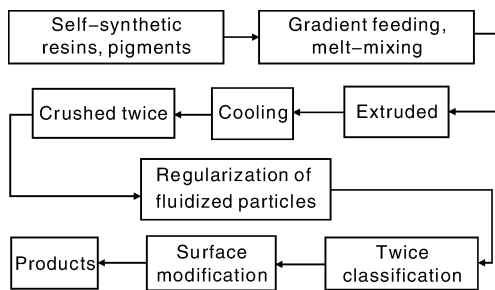 Self-synthetic
resins, pigments
Gradient feeding,
melt-mixing
Extruded
Cooling
Crushed twice
Regularization of
fluidized particles
Twice
classification
Surface
modification
Products